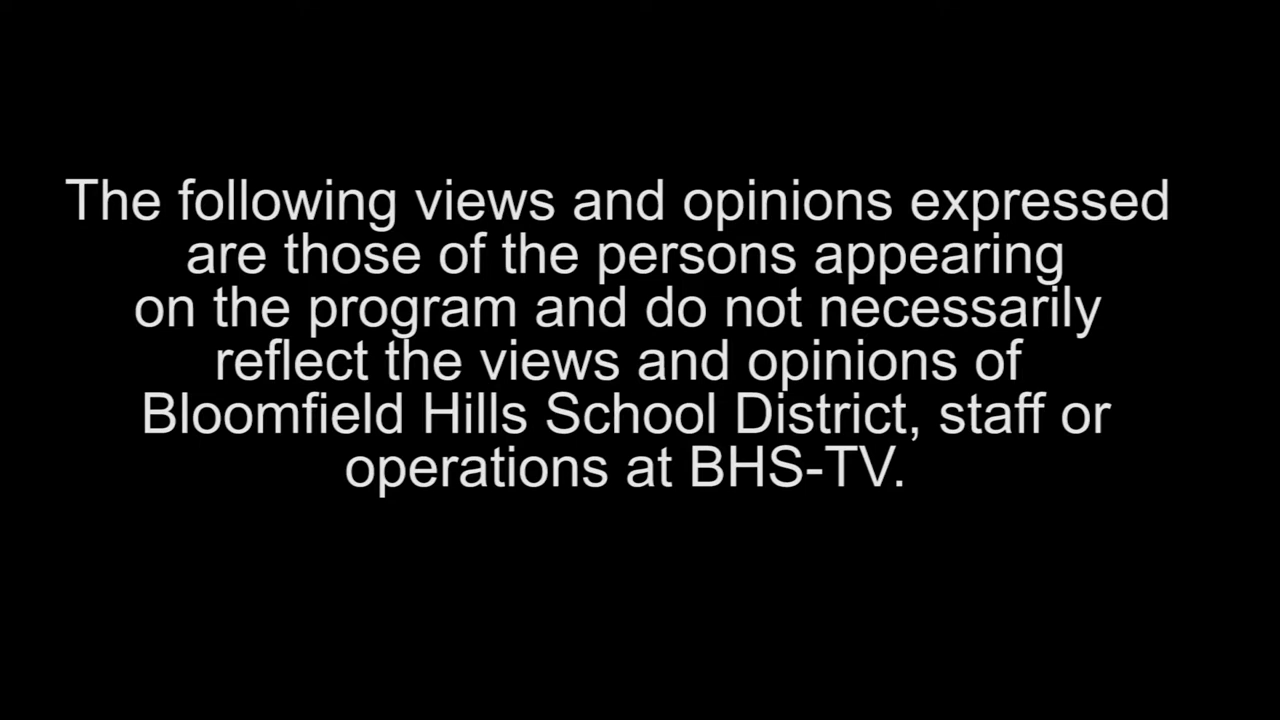 The following views and opinions expressed
are those of the persons appearing
on the program and do not necessarily
reflect the views and opinions of
Bloomfield Hills School District, staff or
operations at BHS-TV.